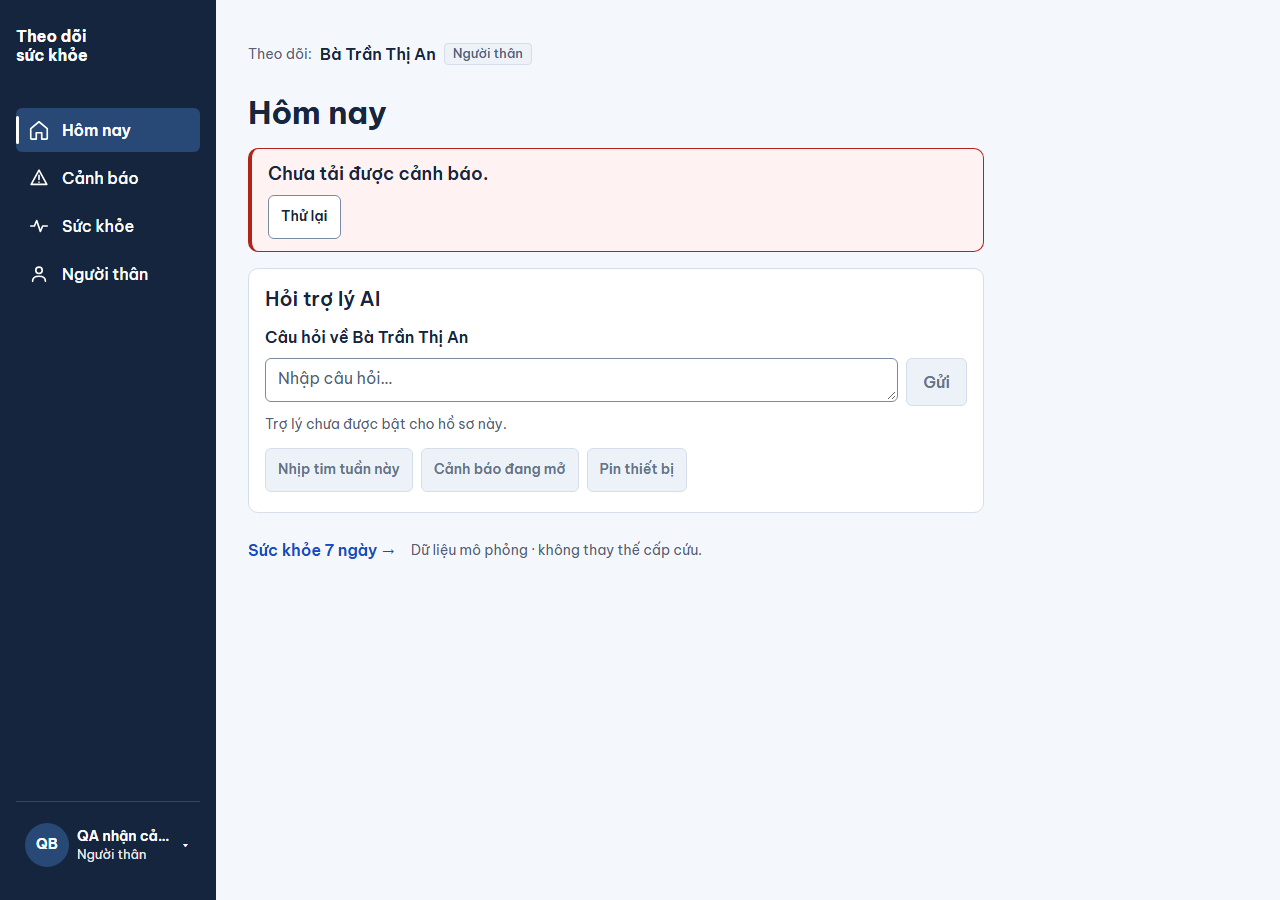 Theo dõi
sức khỏe
Hôm nay
Cảnh báo
Sức khỏe
Người thân
QB
QA nhận cả...
Người thân
Theo dõi: Bà Trần Thị An Người thân
Hôm nay
Chưa tải được cảnh báo.
Thử lại
Hỏi trợ lý AI
Câu hỏi về Bà Trần Thị An
Nhập câu hỏi...
Gửi
Trợ lý chưa được bật cho hồ sơ này.
Nhịp tim tuần này Cảnh báo đang mở Pin thiết bị
Sức khỏe 7 ngày → Dữ liệu mô phỏng · không thay thế cấp cứu.